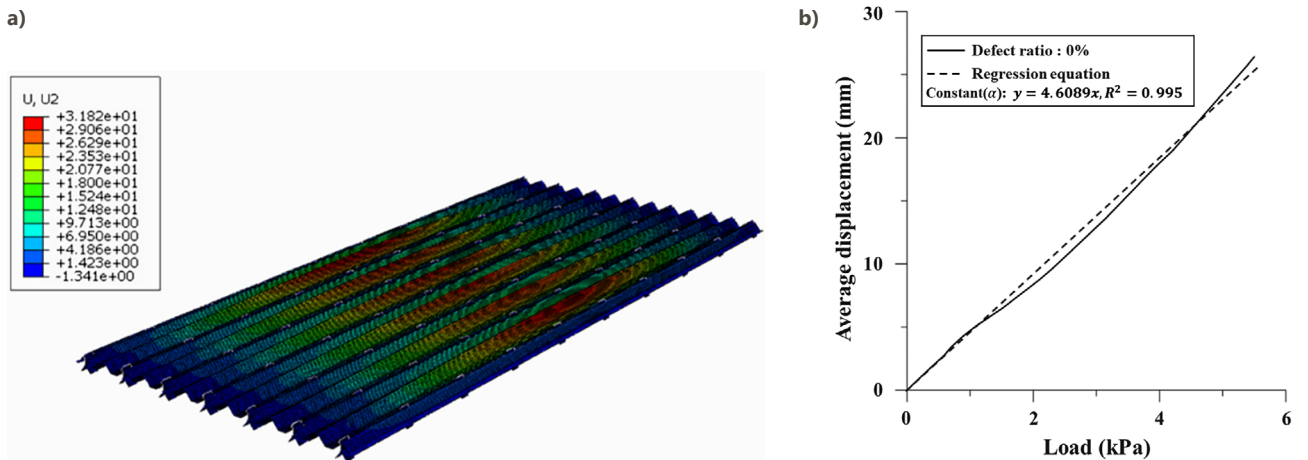 a)
U, U2
+3.182e+01
+2.906e+01
+2.629e+01
+2.353e+01
+2.077e+01
+1.800e+01
+1.524e+01
+1.248e+01
+9.713e+00
+6.950e+00
+4.186e+00
+1.423e+00
-1.341e+00
b)
30
20
10
0
Average displacement (mm)
Defect ratio : 0%
Regression equation
Constant(α): y = 4.6089x, R² = 0.995
0 2 4 6
Load (kPa)